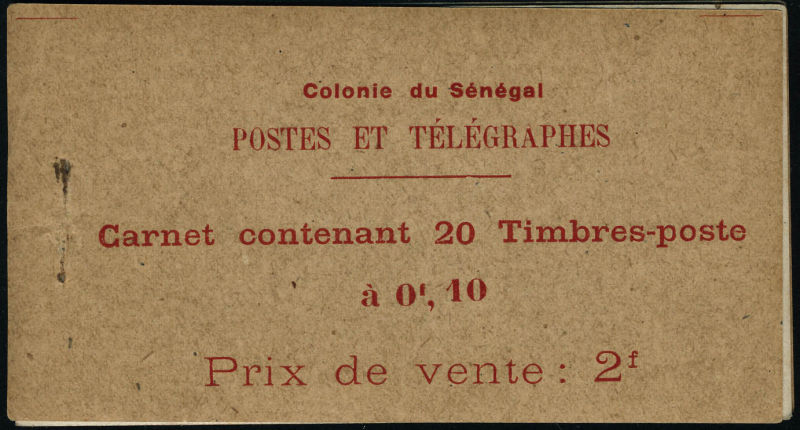 Colonie du Sénégal
POSTES ET TÉLÉGRAPHES
Carnet contenant 20 Timbres-poste
à 0ᶠ, 10
Prix de vente : 2ᶠ